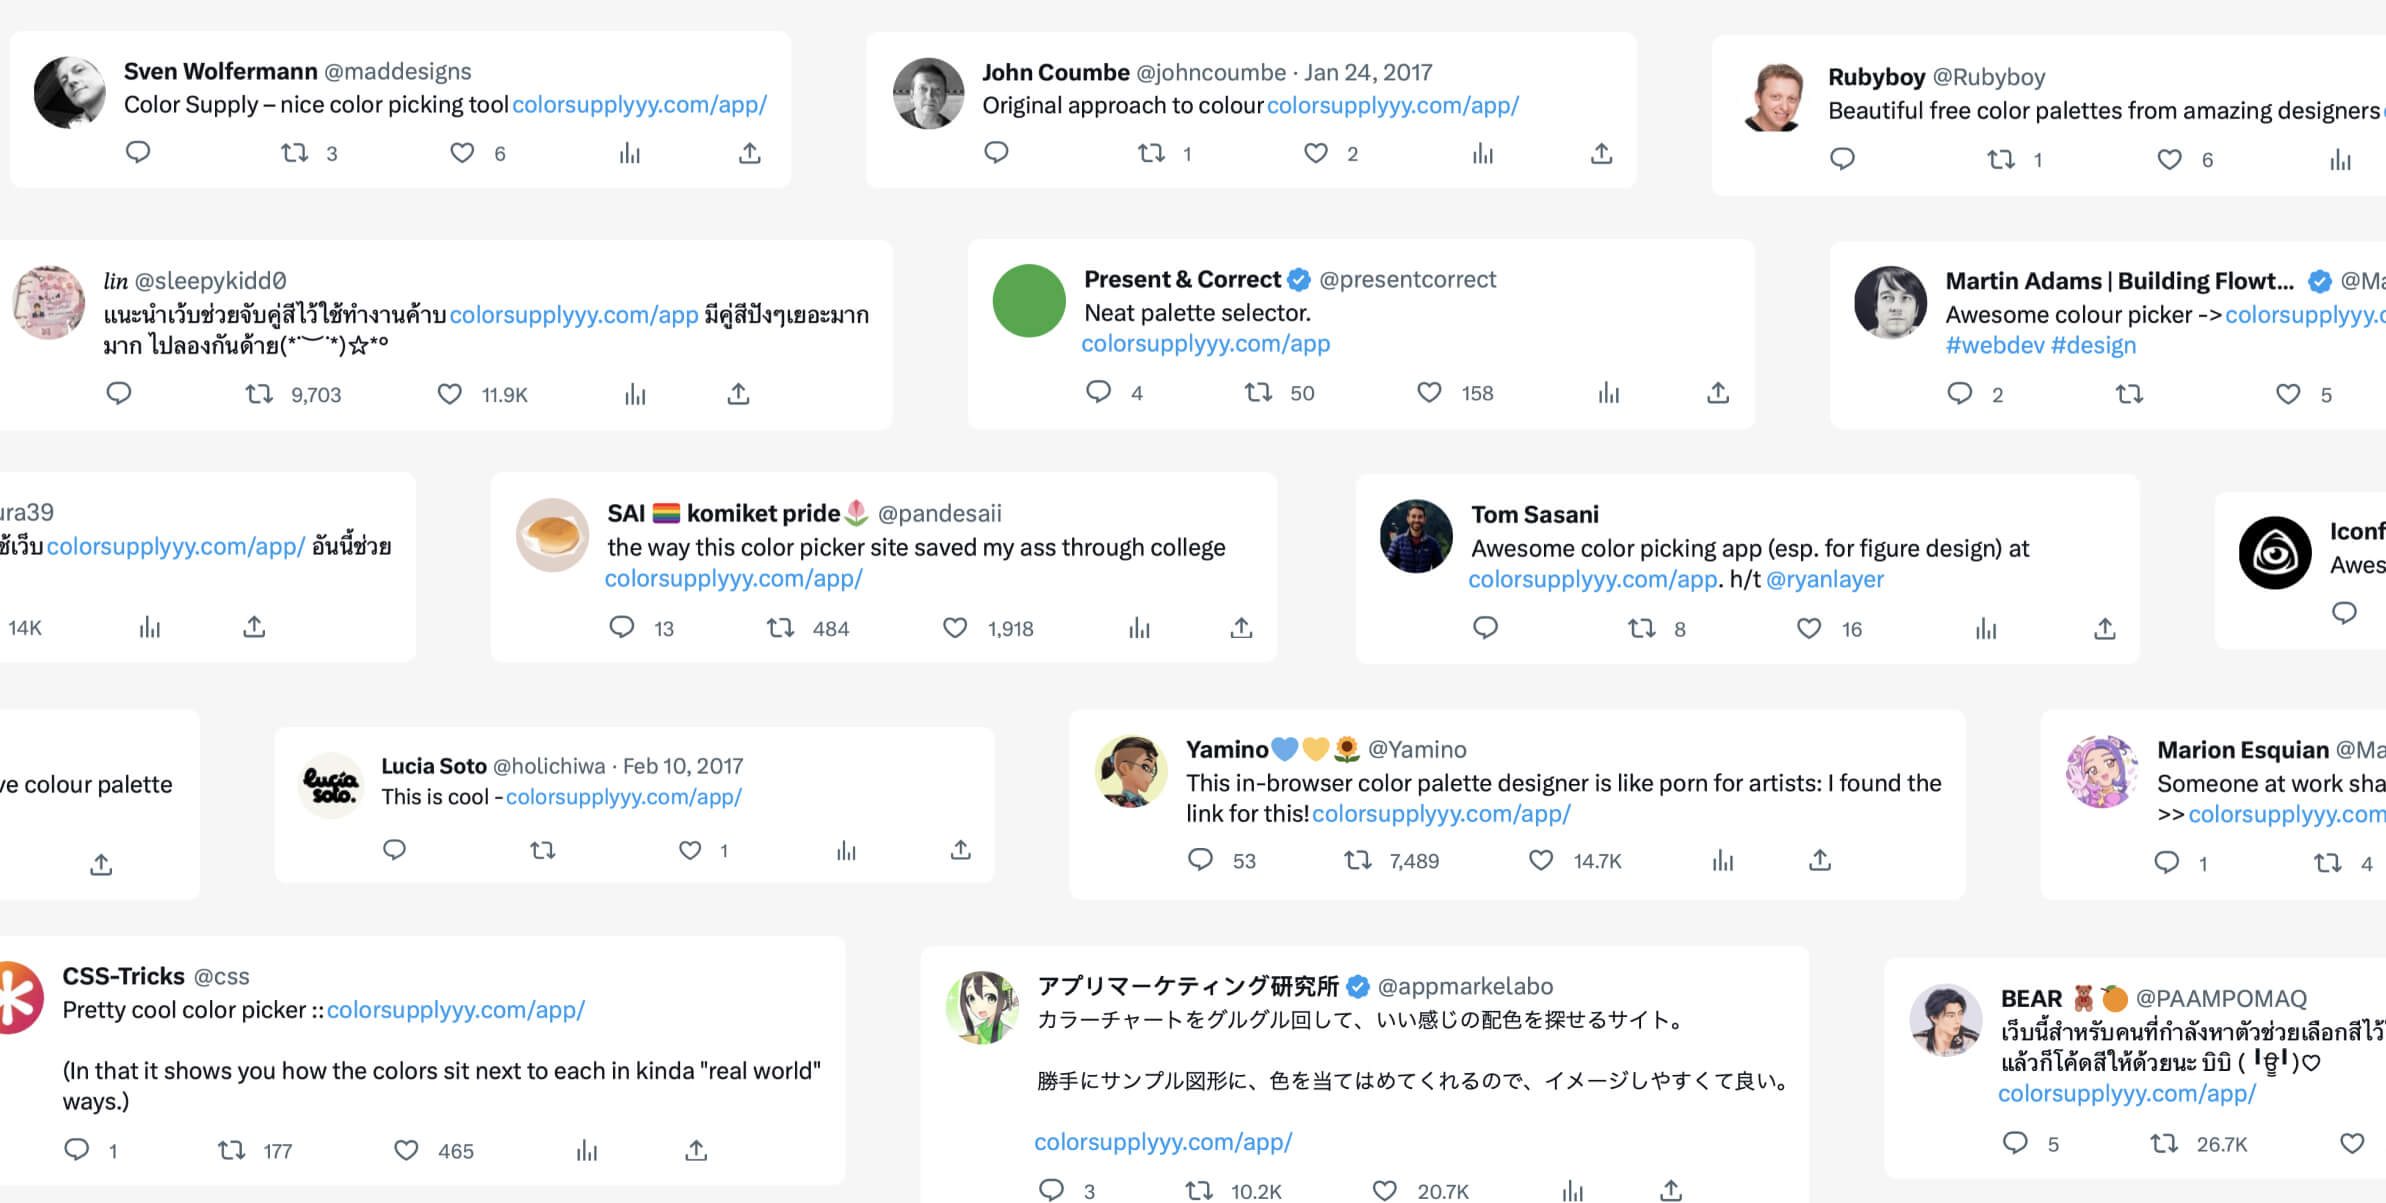 Sven Wolfermann @maddesigns
Color Supply – nice color picking tool colorsupplyyy.com/app/
3 6
John Coumbe @johncoumbe · Jan 24, 2017
Original approach to colour colorsupplyyy.com/app/
1 2
Rubyboy @Rubyboy
Beautiful free color palettes from amazing designers
1 6
lin @sleepykidd0
แนะนำเว็บช่วยจับคู่สีไว้ใช้ทำงานค้าบ colorsupplyyy.com/app มีคู่สีปังๆเยอะมาก
มาก ไปลองกันด้าย(*˙︶˙*)☆*°
9,703 11.9K
Present & Correct @presentcorrect
Neat palette selector.
colorsupplyyy.com/app
4 50 158
Martin Adams | Building Flowt... @Ma
Awesome colour picker -> colorsupplyyy.c
#webdev #design
2 5
ura39
ช้เว็บ colorsupplyyy.com/app/ อันนี้ช่วย
14K
SAI 🏳️‍🌈 komiket pride🌷 @pandesaii
the way this color picker site saved my ass through college
colorsupplyyy.com/app/
13 484 1,918
Tom Sasani
Awesome color picking app (esp. for figure design) at
colorsupplyyy.com/app. h/t @ryanlayer
8 16
Iconf
Awes
ve colour palette
lucía
soto.
Lucia Soto @holichiwa · Feb 10, 2017
This is cool - colorsupplyyy.com/app/
1
Yamino💙💛🌻 @Yamino
This in-browser color palette designer is like porn for artists: I found the
link for this! colorsupplyyy.com/app/
53 7,489 14.7K
Marion Esquian @Ma
Someone at work sha
>> colorsupplyyy.com
1 4
CSS-Tricks @css
Pretty cool color picker :: colorsupplyyy.com/app/
(In that it shows you how the colors sit next to each in kinda "real world"
ways.)
1 177 465
アプリマーケティング研究所 @appmarkelabo
カラーチャートをグルグル回して、いい感じの配色を探せるサイト。
勝手にサンプル図形に、色を当てはめてくれるので、イメージしやすくて良い。
colorsupplyyy.com/app/
3 10.2K 20.7K
BEAR 🧸🍊 @PAAMPOMAQ
เว็บนี้สำหรับคนที่กำลังหาตัวช่วยเลือกสีไว้
แล้วก็โค้ดสีให้ด้วยนะ บิบิ
colorsupplyyy.com/app/
5 26.7K